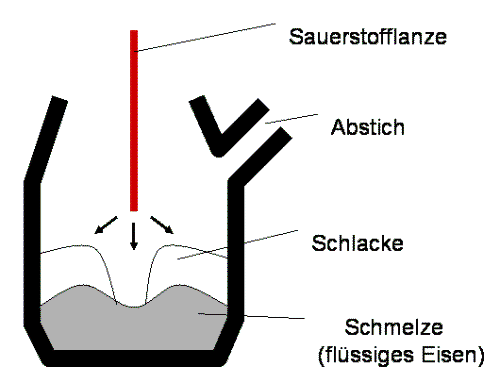 Sauerstofflanze
Abstich
Schlacke
Schmelze
(flüssiges Eisen)